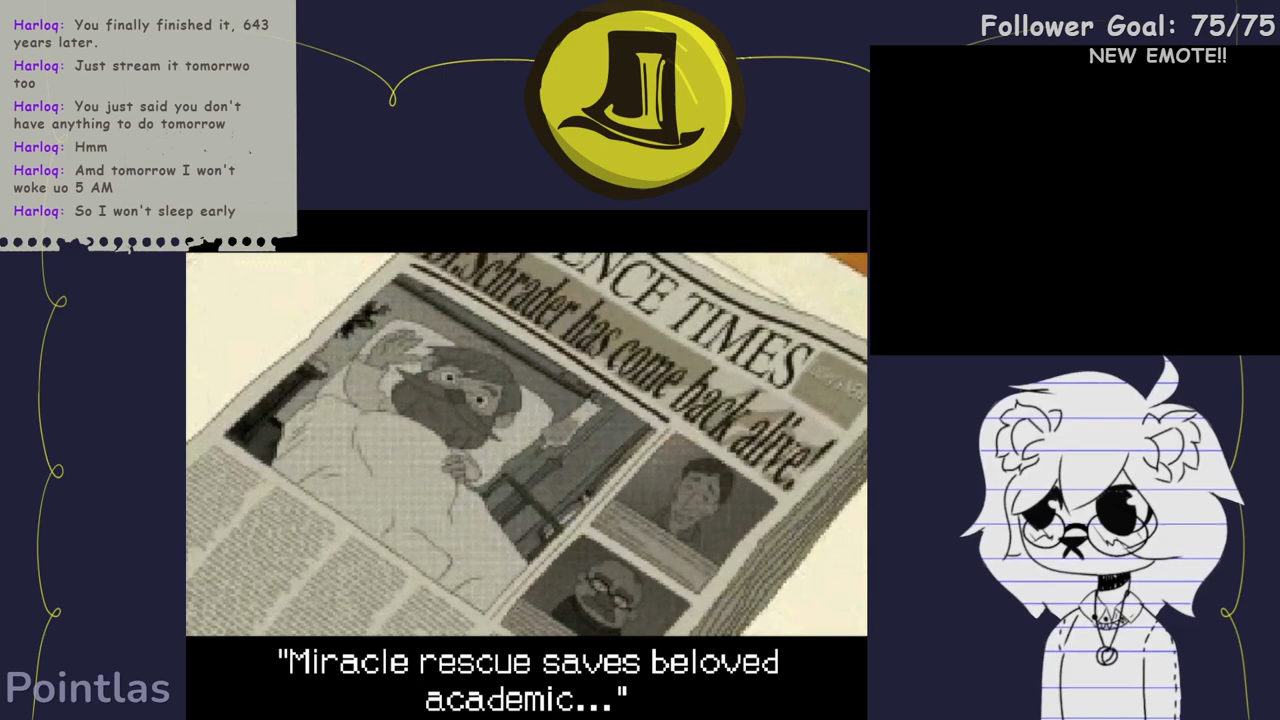 Harloq: You finally finished it, 643
years later.
Harloq: Just stream it tomorrwo
too
Harloq: You just said you don't
have anything to do tomorrow
Harloq: Hmm
Harloq: Amd tomorrow I won't
woke uo 5 AM
Harloq: So I won't sleep early
Follower Goal: 75/75
NEW EMOTE!!
ENCE TIMES
Dr.Schrader has come back alive!
"Miracle rescue saves beloved
academic..."
Pointlas